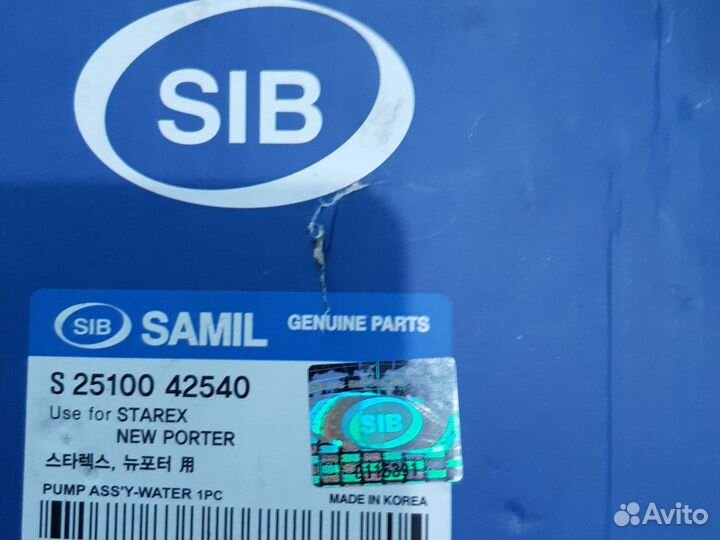 SIB
SIB SAMIL GENUINE PARTS
S 25100 42540
Use for STAREX
NEW PORTER
스타렉스, 뉴포터 用
SIB
0115391
PUMP ASS'Y-WATER 1PC
MADE IN KOREA
Avito